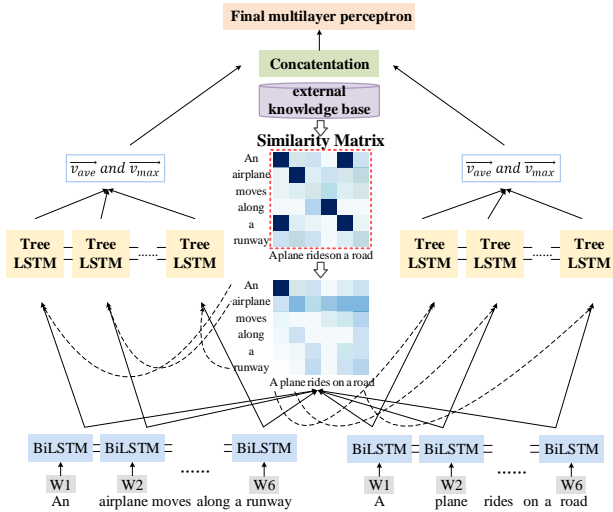 Final multilayer perceptron
Concatentation
external
knowledge base
Similarity Matrix
An
airplane
moves
along
a
runway
A plane rideson a road
v_ave and v_max
v_ave and v_max
Tree
LSTM
Tree
LSTM
......
Tree
LSTM
Tree
LSTM
Tree
LSTM
......
Tree
LSTM
An
airplane
moves
along
a
runway
A plane rides on a road
BiLSTM
BiLSTM
......
BiLSTM
BiLSTM
BiLSTM
......
BiLSTM
W1
W2
......
W6
W1
W2
......
W6
An airplane moves along a runway
A plane rides on a road